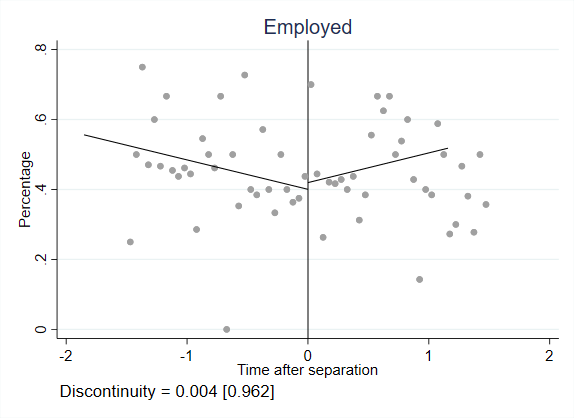 Employed
Percentage
.8
.6
.4
.2
0
-2 -1 0 1 2
Time after separation
Discontinuity = 0.004 [0.962]